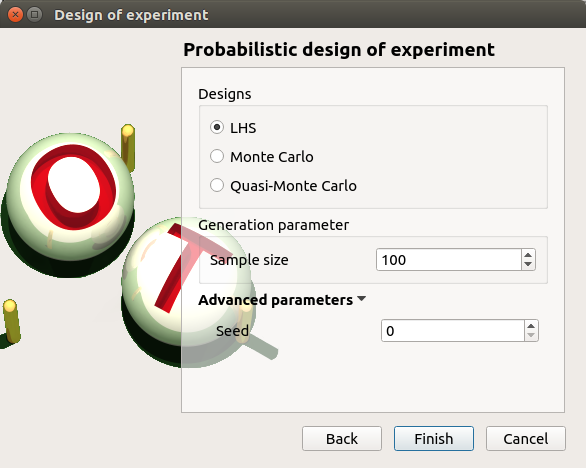 Design of experiment
Probabilistic design of experiment
Designs
LHS
Monte Carlo
Quasi-Monte Carlo
Generation parameter
Sample size 100
Advanced parameters
Seed 0
Back Finish Cancel
O
T